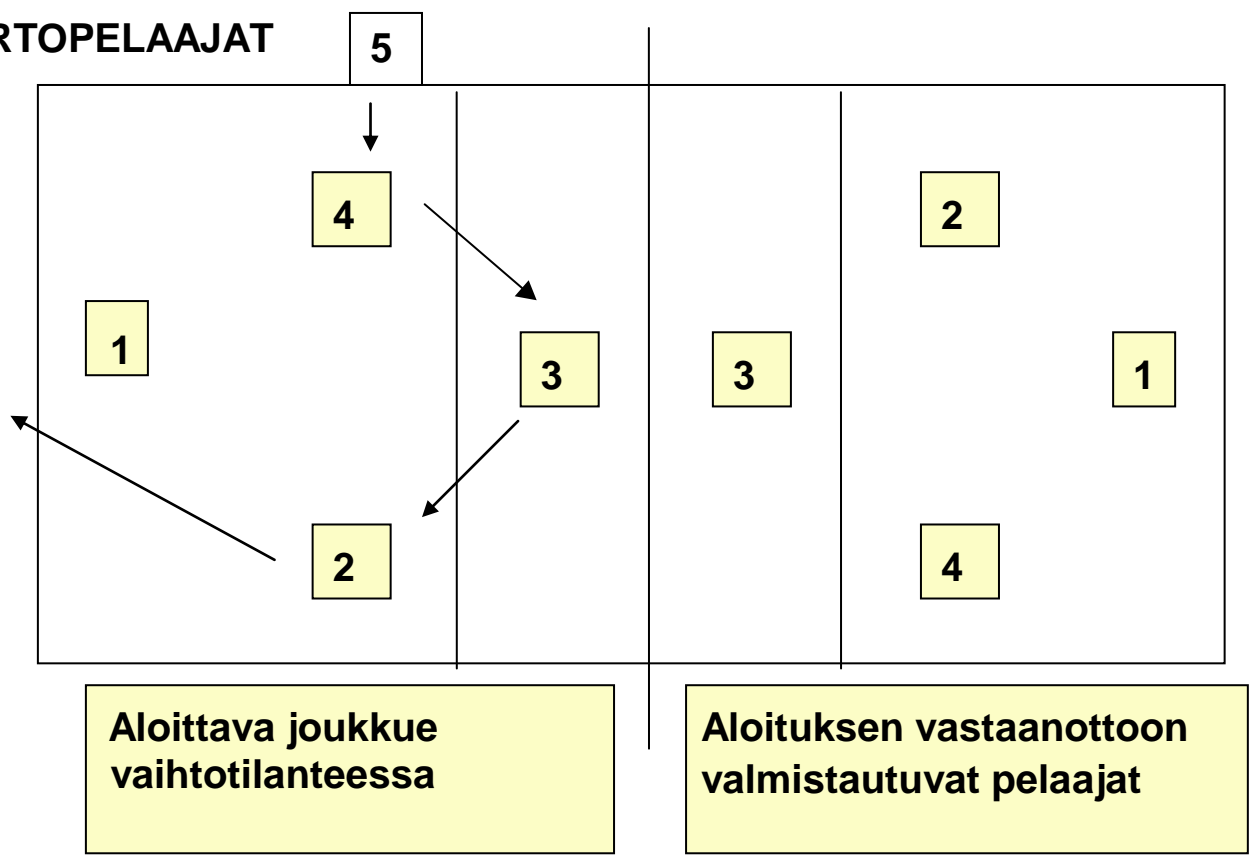 RTOPELAAJAT
5
4
2
1
3
3
1
2
4
Aloittava joukkue
vaihtotilanteessa
Aloituksen vastaanottoon
valmistautuvat pelaajat